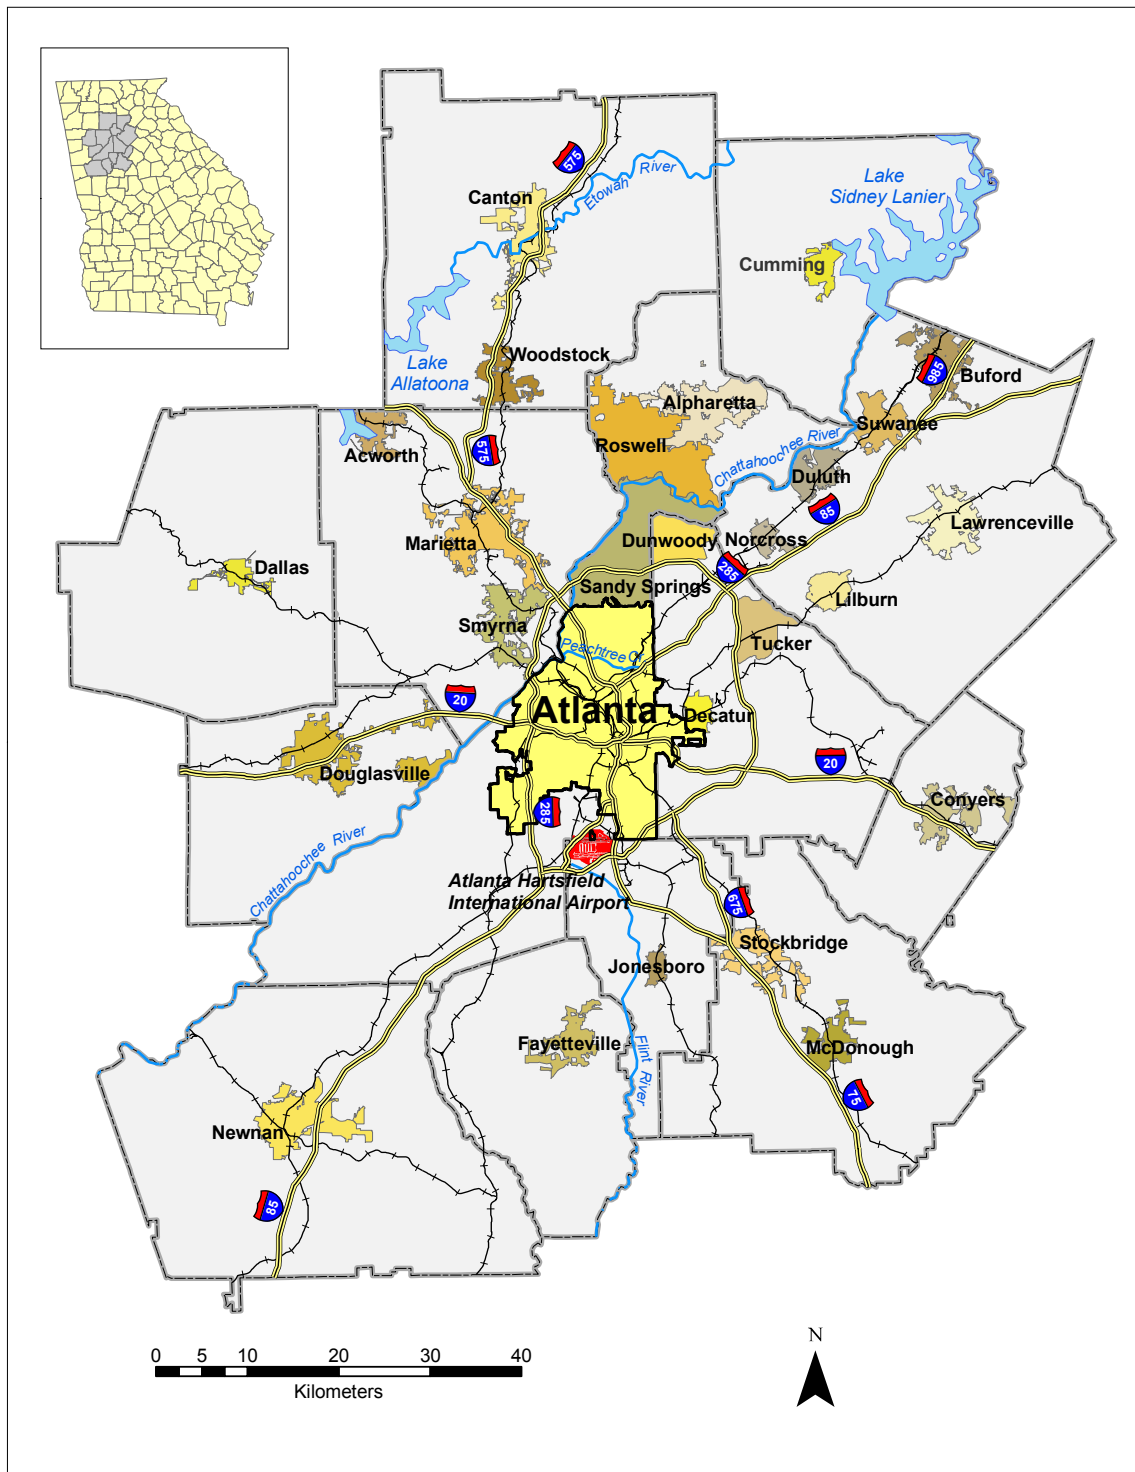 575
Canton
Etowah River
Lake
Sidney Lanier
Cumming
Lake
Allatoona
Woodstock
985
Buford
Alpharetta
Suwanee
Acworth
575
Roswell
Chattahoochee River
Duluth
85
Lawrenceville
Marietta
Dunwoody
Norcross
285
Dallas
Sandy Springs
Lilburn
Smyrna
Peachtree Cr
Tucker
20
Atlanta
Decatur
Douglasville
20
Conyers
285
Chattahoochee River
Atlanta Hartsfield
International Airport
675
Stockbridge
Jonesboro
Fayetteville
Flint River
McDonough
75
Newnan
85
N
0 5 10 20 30 40
Kilometers